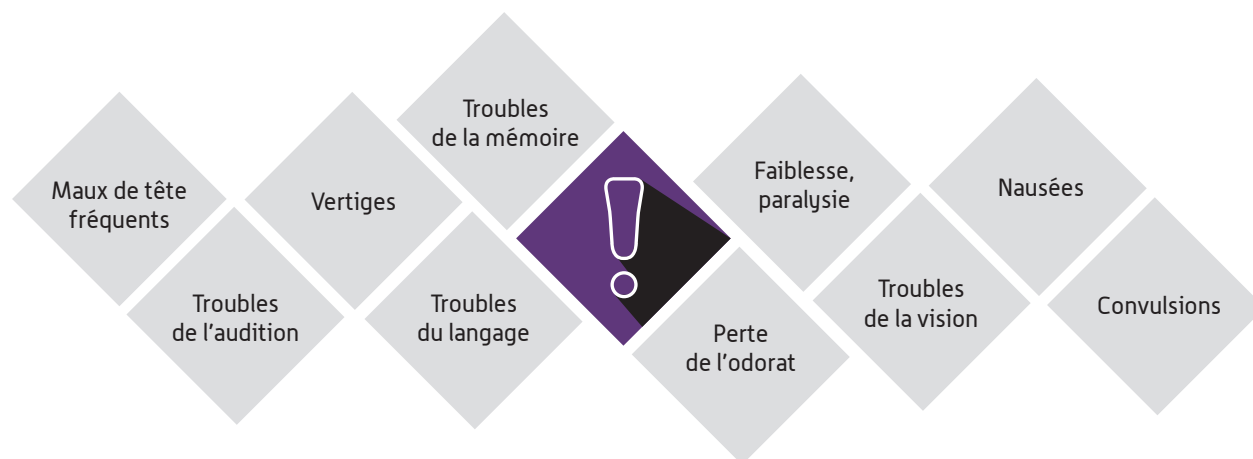 Maux de tête
fréquents
Troubles
de l'audition
Vertiges
Troubles
de la mémoire
Troubles
du langage
!
Faiblesse,
paralysie
Perte
de l'odorat
Troubles
de la vision
Nausées
Convulsions